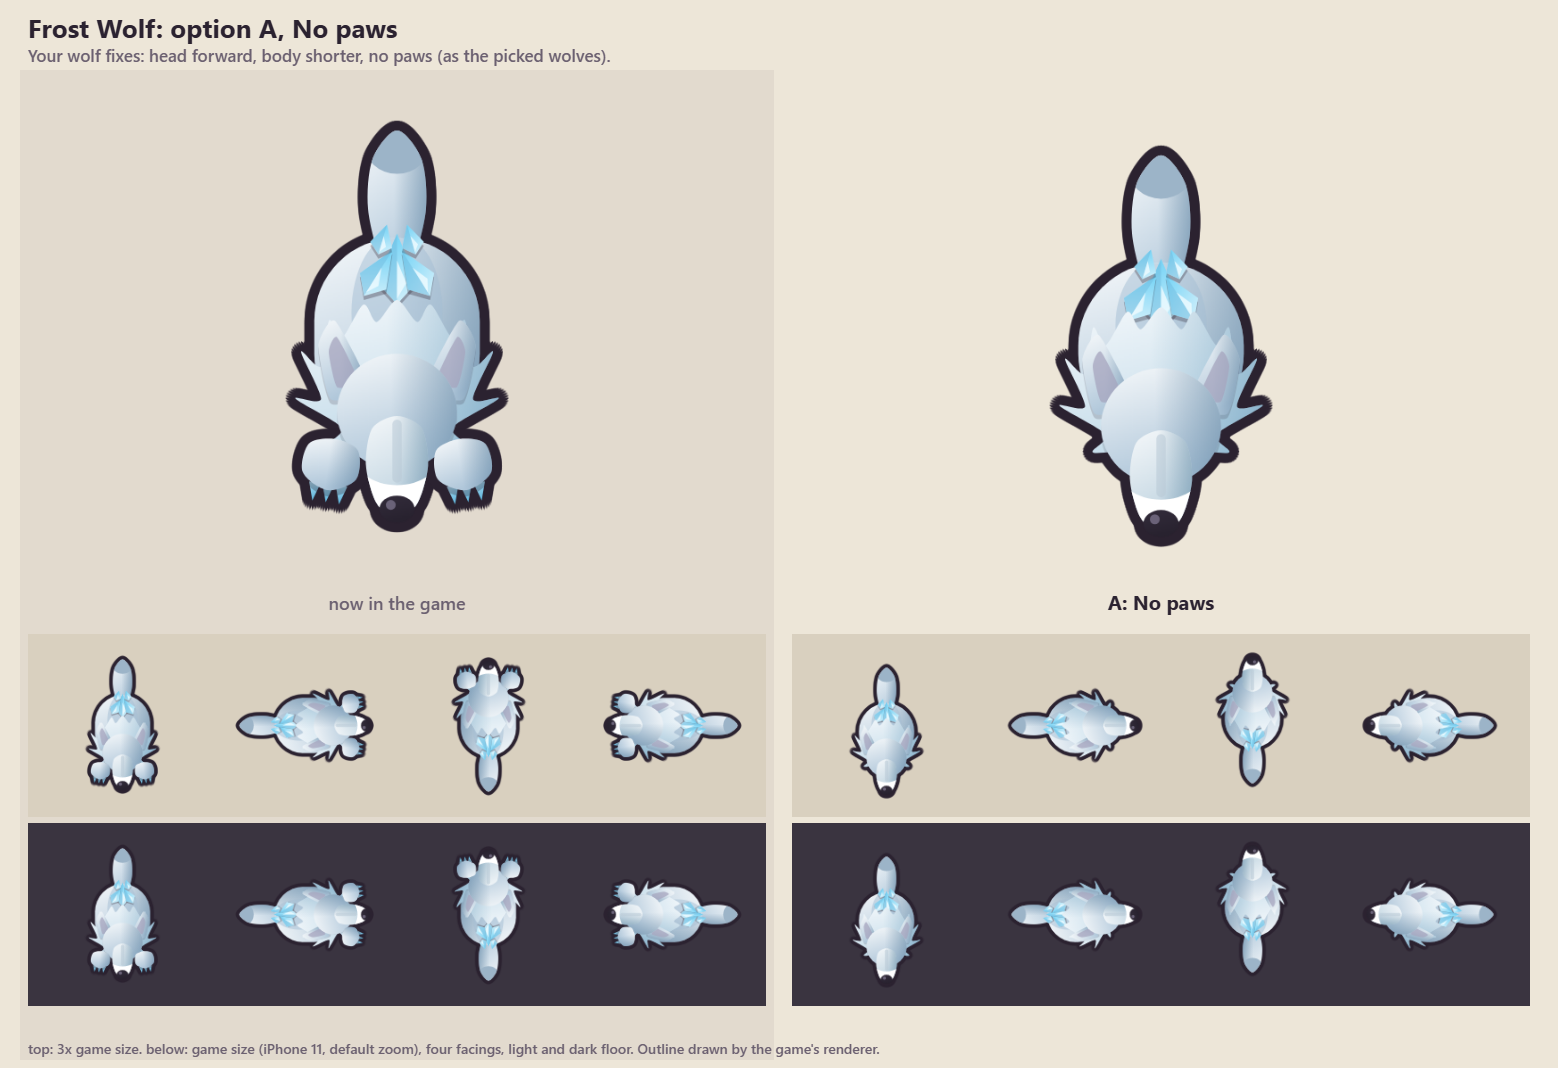 Frost Wolf: option A, No paws
Your wolf fixes: head forward, body shorter, no paws (as the picked wolves).
now in the game
A: No paws
top: 3x game size. below: game size (iPhone 11, default zoom), four facings, light and dark floor. Outline drawn by the game's renderer.